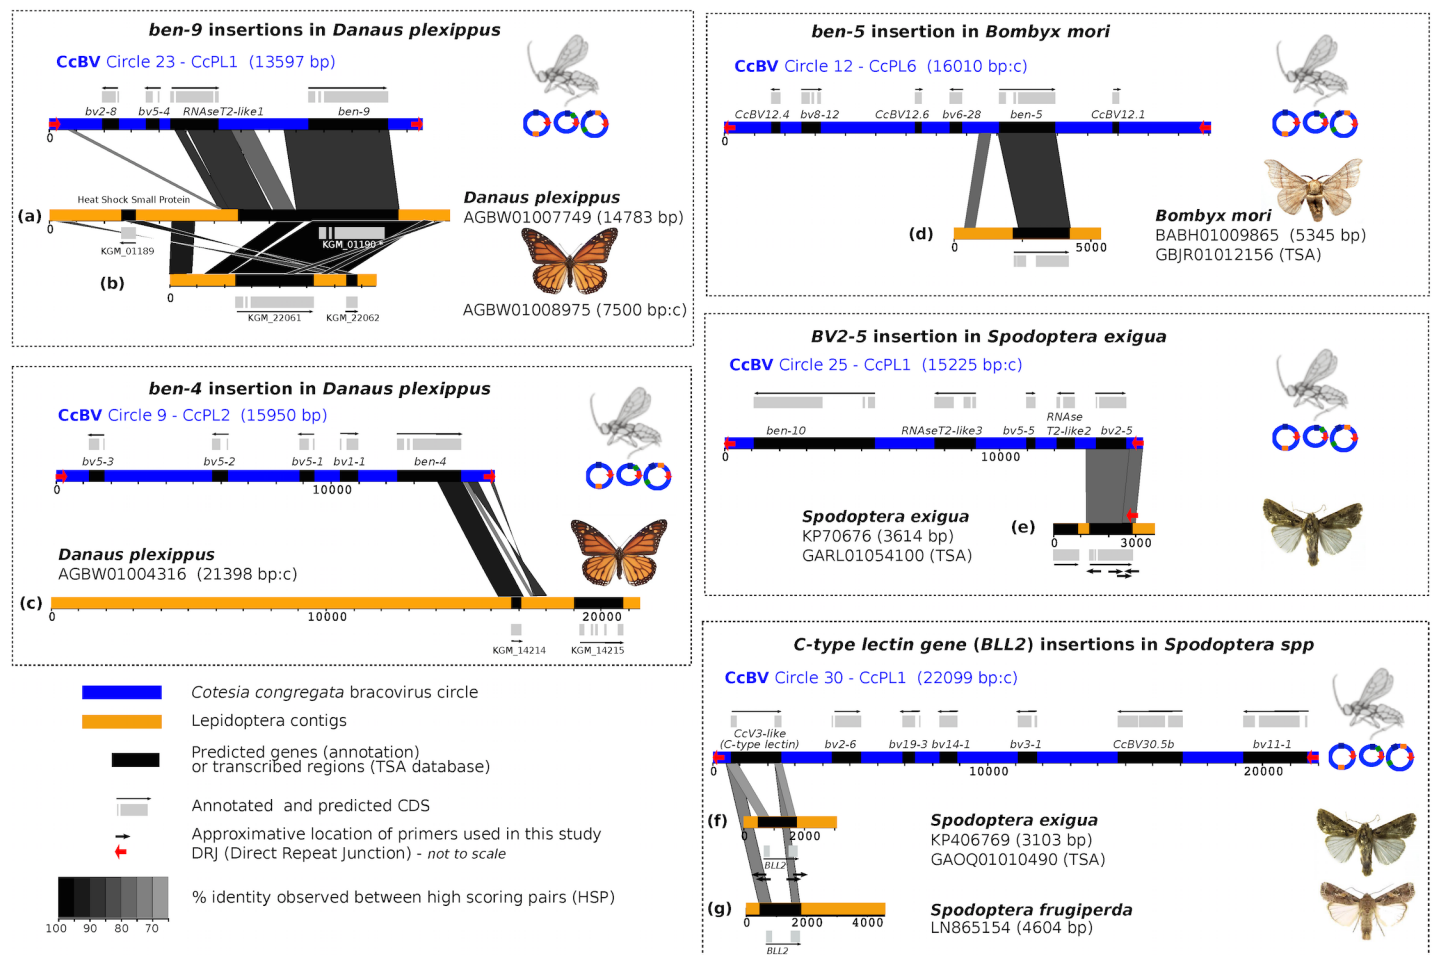 ben-9 insertions in Danaus plexippus
CcBV Circle 23 - CcPL1 (13597 bp)
bv2-8 bv5-4 RNAseT2-like1 ben-9
0
Heat Shock Small Protein
(a)
0
KGM_01189
KGM_01190 *
Danaus plexippus
AGBW01007749 (14783 bp)
(b)
0
KGM_22061 KGM_22062
AGBW01008975 (7500 bp:c)
ben-4 insertion in Danaus plexippus
CcBV Circle 9 - CcPL2 (15950 bp)
bv5-3 bv5-2 bv5-1 bv1-1 ben-4
0 10000
Danaus plexippus
AGBW01004316 (21398 bp:c)
(c)
0 10000 20000
KGM_14214 KGM_14215
Cotesia congregata bracovirus circle
Lepidoptera contigs
Predicted genes (annotation)
or transcribed regions (TSA database)
Annotated and predicted CDS
Approximative location of primers used in this study
DRJ (Direct Repeat Junction) - not to scale
% identity observed between high scoring pairs (HSP)
100 90 80 70
ben-5 insertion in Bombyx mori
CcBV Circle 12 - CcPL6 (16010 bp:c)
CcBV12.4 bv8-12 CcBV12.6 bv6-28 ben-5 CcBV12.1
0
Bombyx mori
BABH01009865 (5345 bp)
GBJR01012156 (TSA)
(d)
0 5000
BV2-5 insertion in Spodoptera exigua
CcBV Circle 25 - CcPL1 (15225 bp:c)
ben-10 RNAseT2-like3 bv5-5 RNAse
T2-like2 bv2-5
0 10000
Spodoptera exigua
KP70676 (3614 bp)
GARL01054100 (TSA)
(e)
0 3000
C-type lectin gene (BLL2) insertions in Spodoptera spp
CcBV Circle 30 - CcPL1 (22099 bp:c)
CcV3-like
(C-type lectin) bv2-6 bv19-3 bv14-1 bv3-1 CcBV30.5b bv11-1
0 10000 20000
(f)
0 2000
BLL2
Spodoptera exigua
KP406769 (3103 bp)
GAOQ01010490 (TSA)
(g)
0 2000 4000
BLL2
Spodoptera frugiperda
LN865154 (4604 bp)